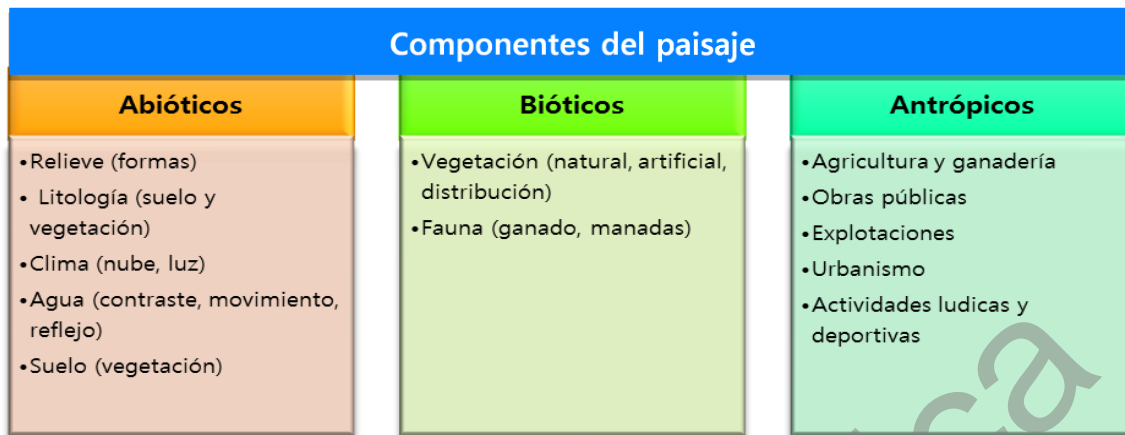 Componentes del paisaje
Abióticos
•Relieve (formas)
• Litología (suelo y
vegetación)
•Clima (nube, luz)
•Agua (contraste, movimiento,
reflejo)
•Suelo (vegetación)
Bióticos
•Vegetación (natural, artificial,
distribución)
•Fauna (ganado, manadas)
Antrópicos
•Agricultura y ganadería
•Obras públicas
•Explotaciones
•Urbanismo
•Actividades ludicas y
deportivas